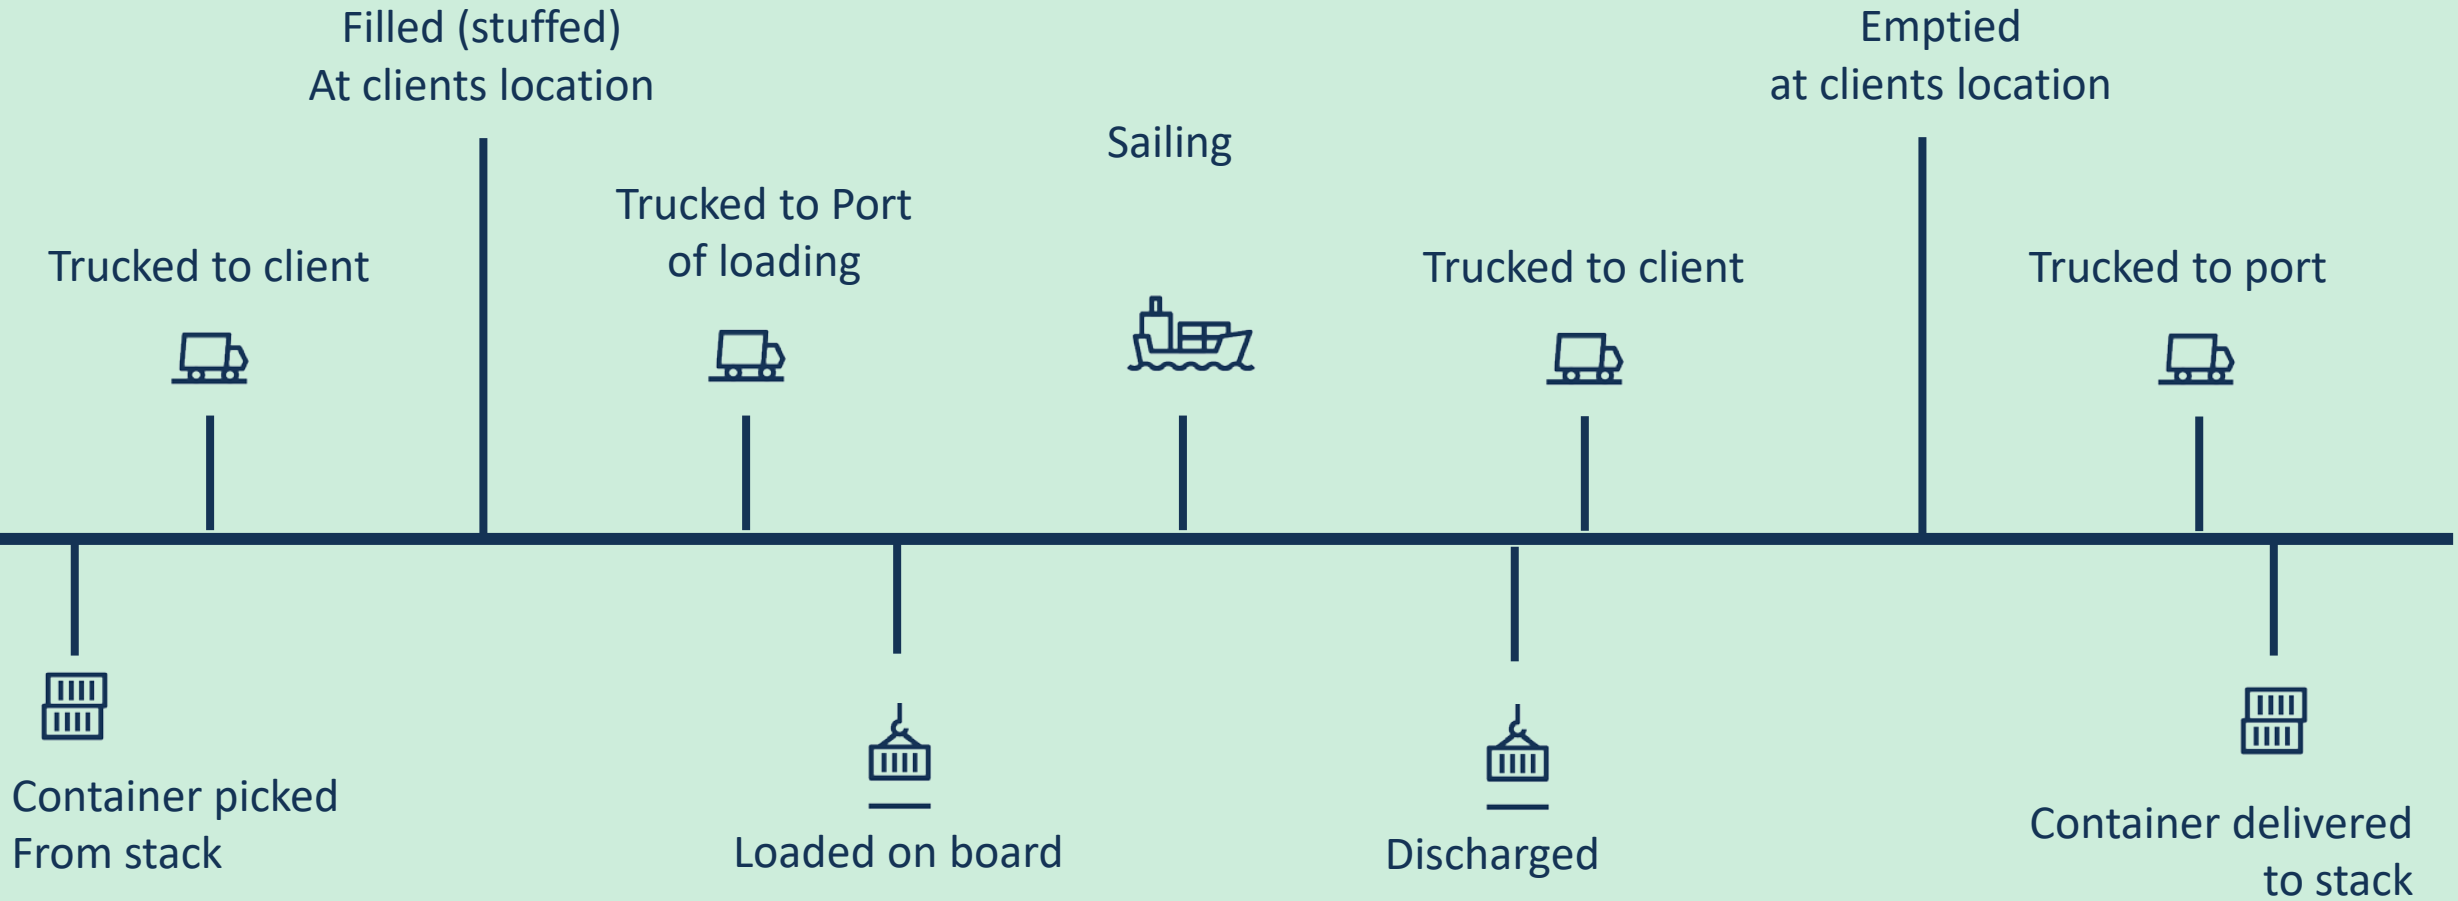 Filled (stuffed)
At clients location
Emptied
at clients location
Sailing
Trucked to Port
of loading
Trucked to client
Trucked to client
Trucked to port
Container picked
From stack
Loaded on board
Discharged
Container delivered
to stack